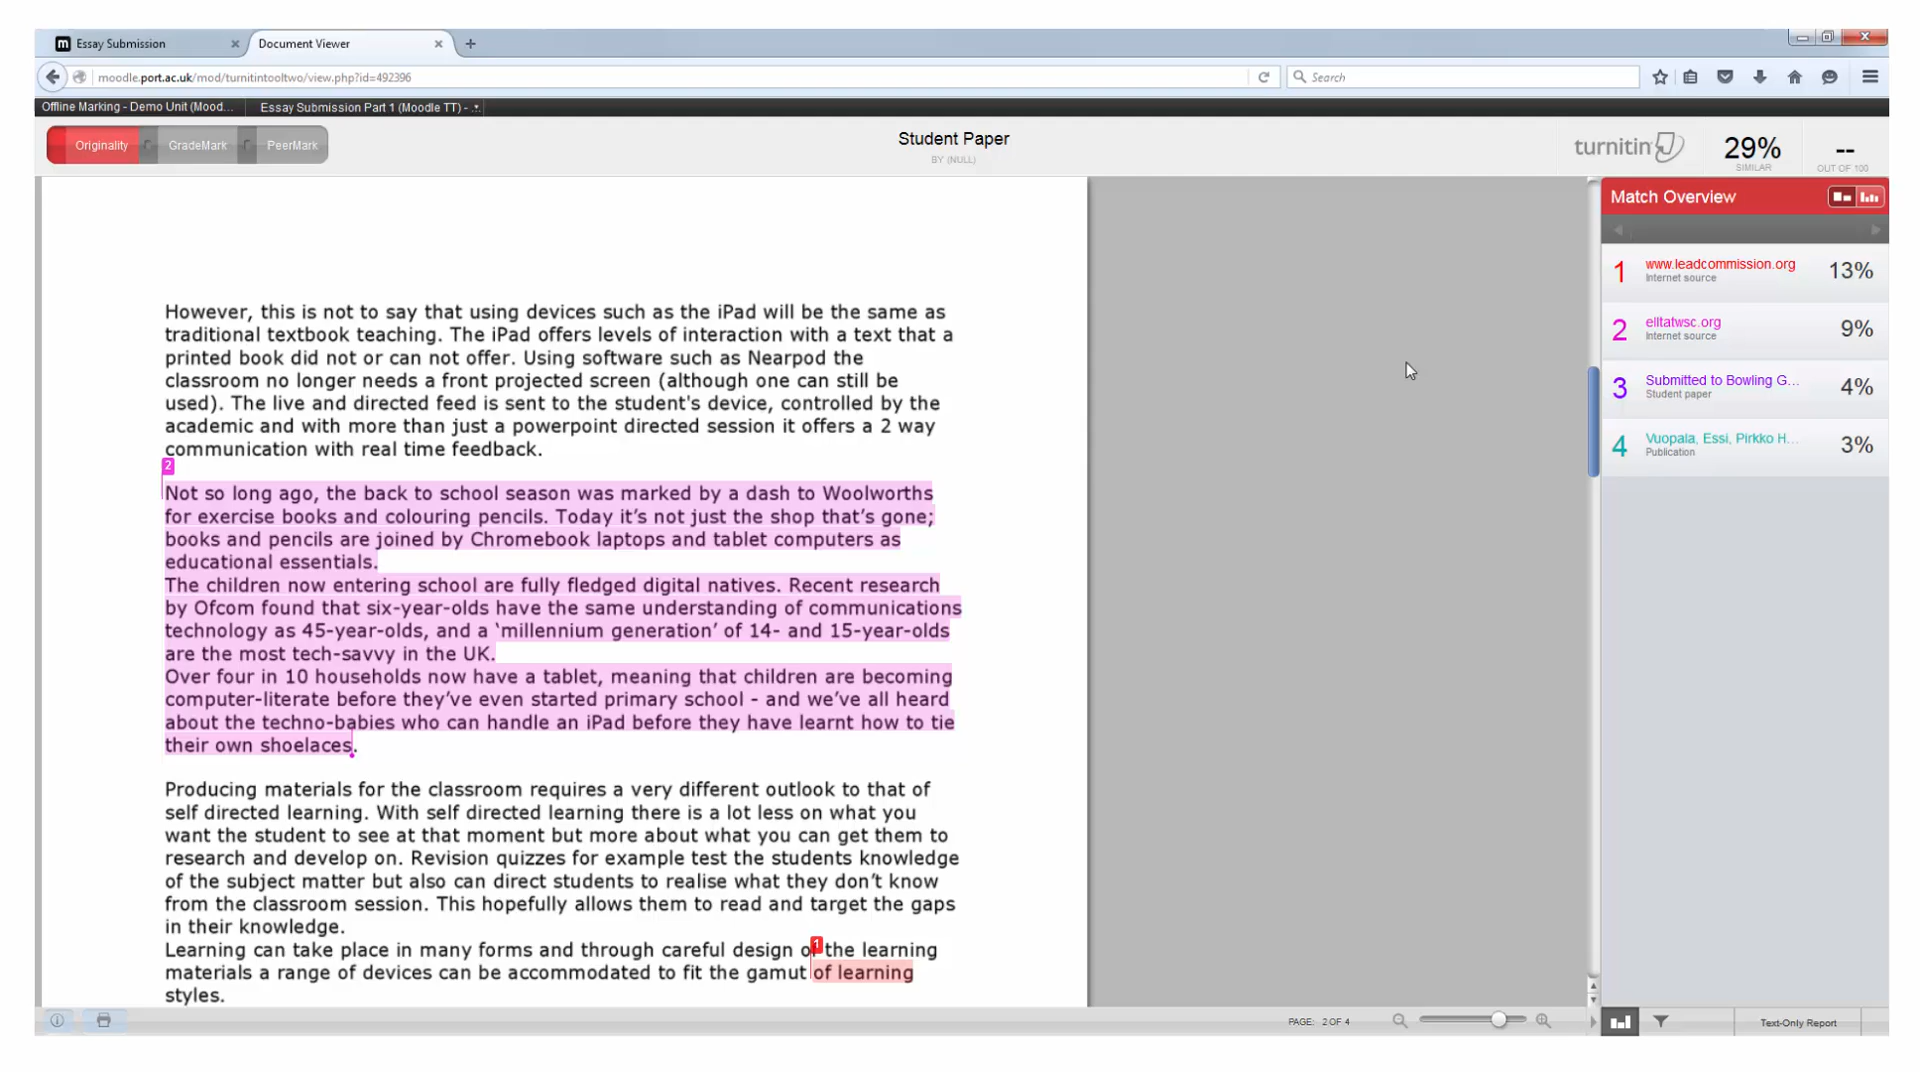 Essay Submission
Document Viewer
moodle.port.ac.uk/mod/turnitintooltwo/view.php?id=492396
Search
Offline Marking - Demo Unit (Mood...
Essay Submission Part 1 (Moodle TT) - ...
Originality
GradeMark
PeerMark
Student Paper
BY (NULL)
turnitin
29%
SIMILAR
--
OUT OF 100
However, this is not to say that using devices such as the iPad will be the same as
traditional textbook teaching. The iPad offers levels of interaction with a text that a
printed book did not or can not offer. Using software such as Nearpod the
classroom no longer needs a front projected screen (although one can still be
used). The live and directed feed is sent to the student's device, controlled by the
academic and with more than just a powerpoint directed session it offers a 2 way
communication with real time feedback.
2
Not so long ago, the back to school season was marked by a dash to Woolworths
for exercise books and colouring pencils. Today it's not just the shop that's gone;
books and pencils are joined by Chromebook laptops and tablet computers as
educational essentials.
The children now entering school are fully fledged digital natives. Recent research
by Ofcom found that six-year-olds have the same understanding of communications
technology as 45-year-olds, and a ‘millennium generation’ of 14- and 15-year-olds
are the most tech-savvy in the UK.
Over four in 10 households now have a tablet, meaning that children are becoming
computer-literate before they’ve even started primary school - and we’ve all heard
about the techno-babies who can handle an iPad before they have learnt how to tie
their own shoelaces.
Producing materials for the classroom requires a very different outlook to that of
self directed learning. With self directed learning there is a lot less on what you
want the student to see at that moment but more about what you can get them to
research and develop on. Revision quizzes for example test the students knowledge
of the subject matter but also can direct students to realise what they don’t know
from the classroom session. This hopefully allows them to read and target the gaps
in their knowledge.
1
Learning can take place in many forms and through careful design of the learning
materials a range of devices can be accommodated to fit the gamut of learning
styles.
Match Overview
1 www.leadcommission.org 13%
Internet source
2 elltatwsc.org 9%
Internet source
3 Submitted to Bowling G... 4%
Student paper
4 Vuopala, Essi, Pirkko H... 3%
Publication
PAGE: 2 OF 4
Text-Only Report